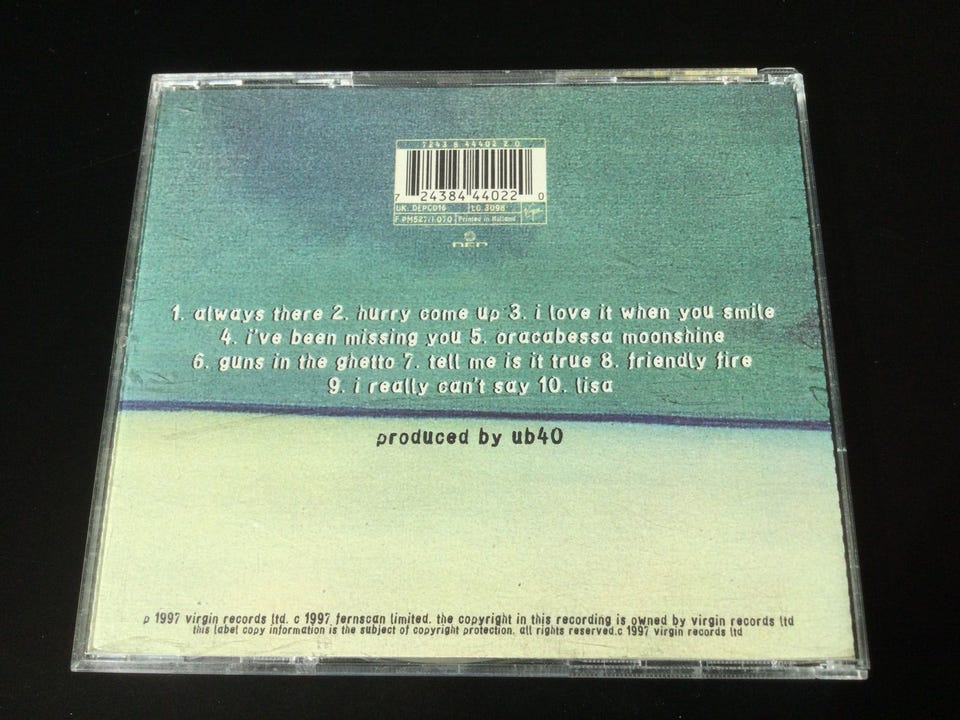 7243 8 44402 2 0
7 24384 44022 0
UK: DEPCD16 LC 3098
F:PM527/1.070 Printed in Holland Virgin
DEP
1. always there 2. hurry come up 3. i love it when you smile
4. i've been missing you 5. oracabessa moonshine
6. guns in the ghetto 7. tell me is it true 8. friendly fire
9. i really can't say 10. lisa
produced by ub40
p 1997 virgin records ltd. c 1997 fernscan limited. the copyright in this recording is owned by virgin records ltd
this label copy information is the subject of copyright protection. all rights reserved.c 1997 virgin records ltd